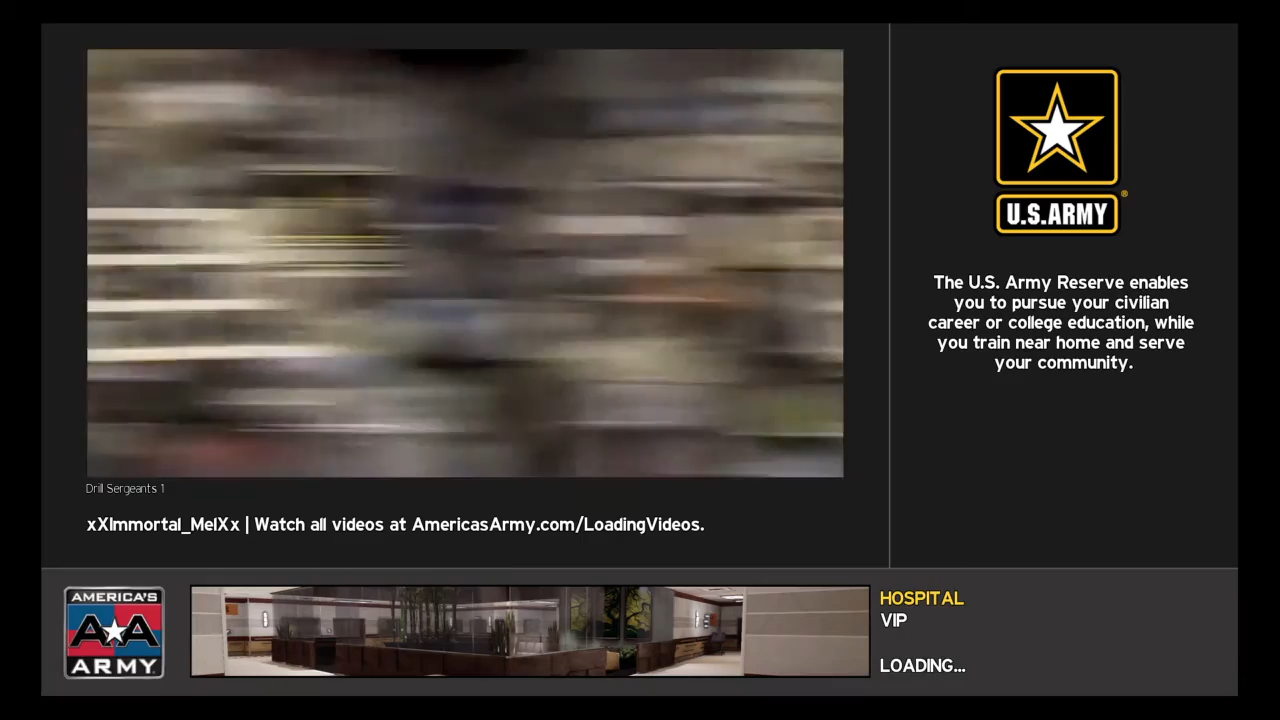 U.S.ARMY
®
The U.S. Army Reserve enables
you to pursue your civilian
career or college education, while
you train near home and serve
your community.
Drill Sergeants 1
xXImmortal_MelXx | Watch all videos at AmericasArmy.com/LoadingVideos.
AMERICA'S
AA
ARMY
HOSPITAL
VIP
LOADING...